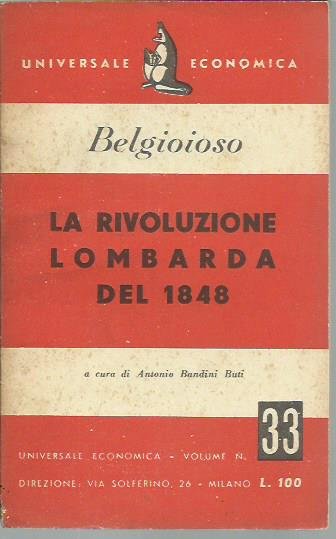 UNIVERSALE ECONOMICA
Belgioioso
LA RIVOLUZIONE
LOMBARDA
DEL 1848
a cura di Antonio Bandini Buti
UNIVERSALE ECONOMICA - VOLUME N. 33
DIREZIONE: VIA SOLFERINO, 26 - MILANO L. 100